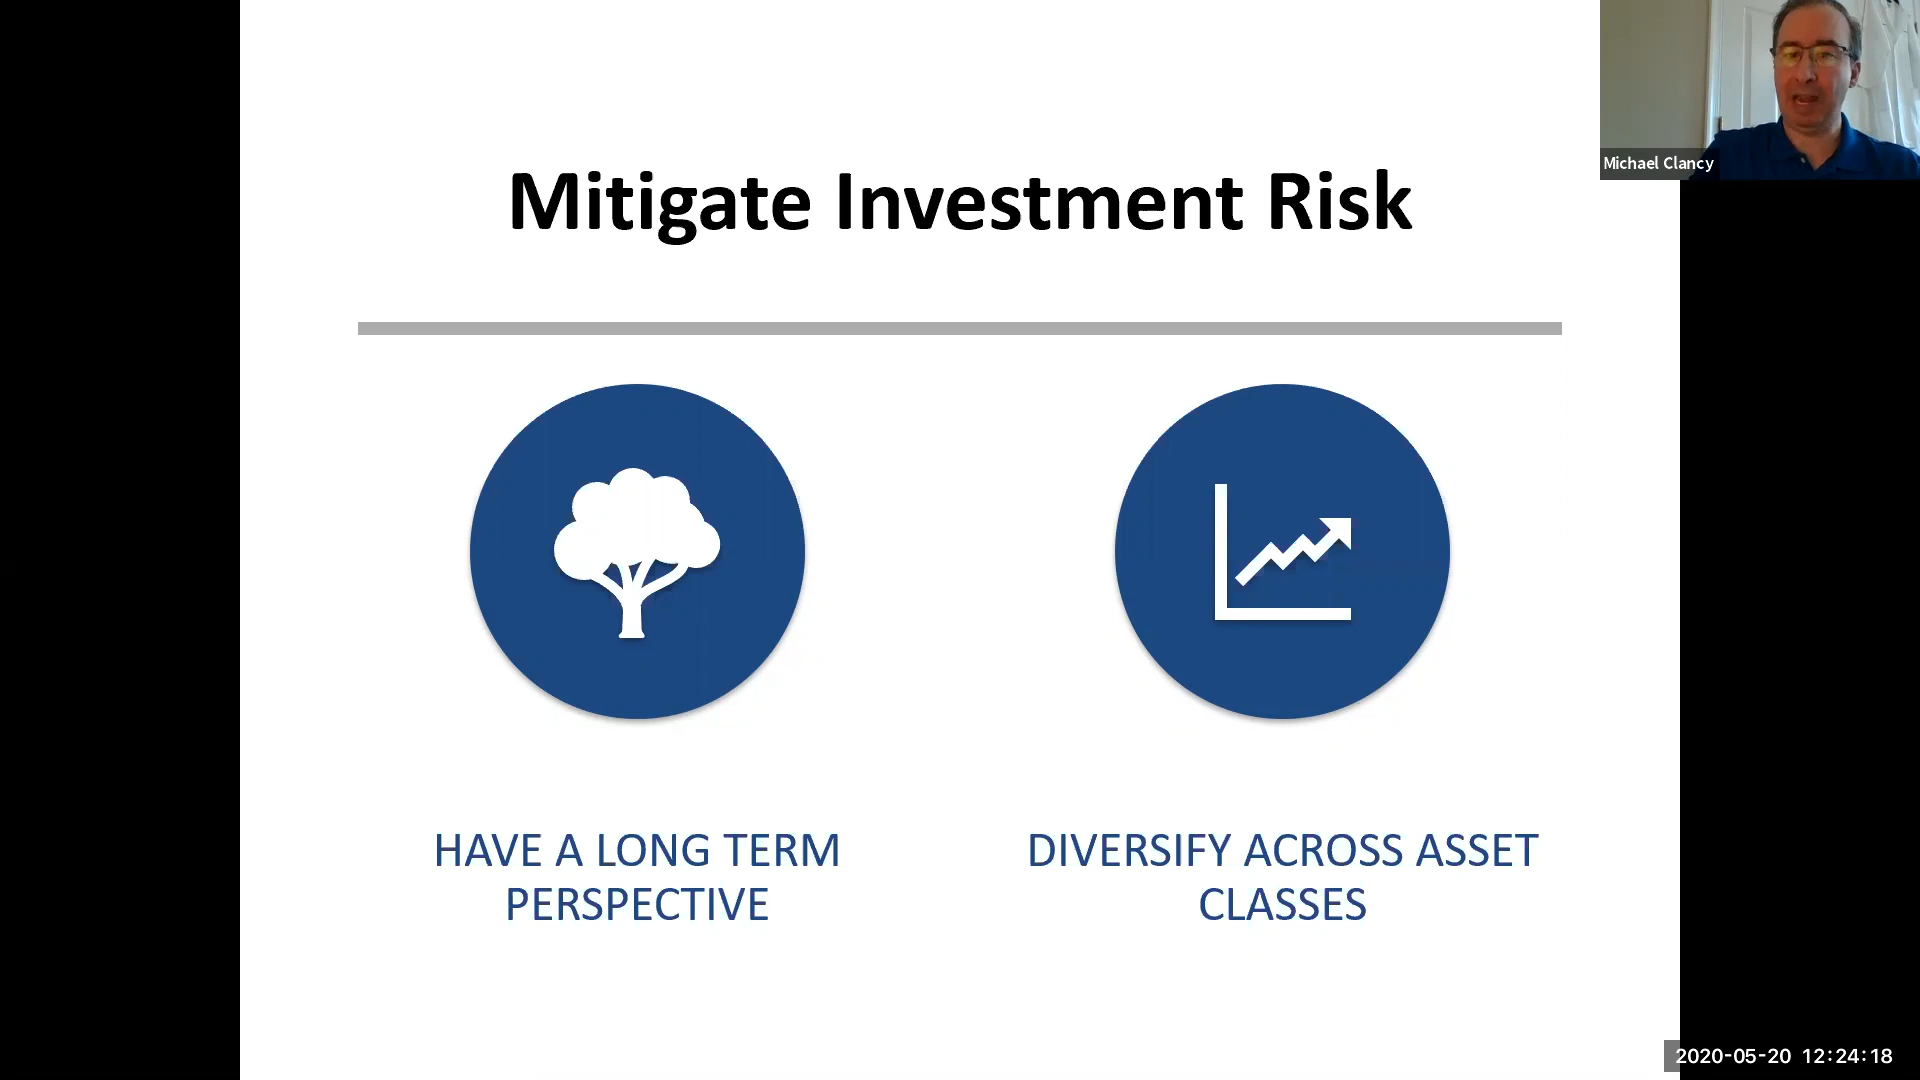 Mitigate Investment Risk
HAVE A LONG TERM
PERSPECTIVE
DIVERSIFY ACROSS ASSET
CLASSES
Michael Clancy
2020-05-20 12:24:18